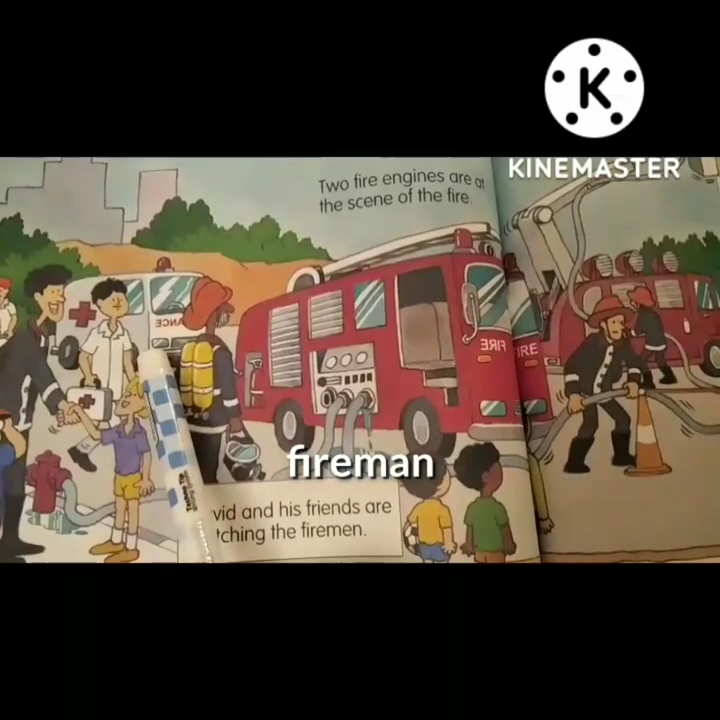 K
KINEMASTER
Two fire engines are at
the scene of the fire.
FIRE
IRE
fireman
vid and his friends are
tching the firemen.